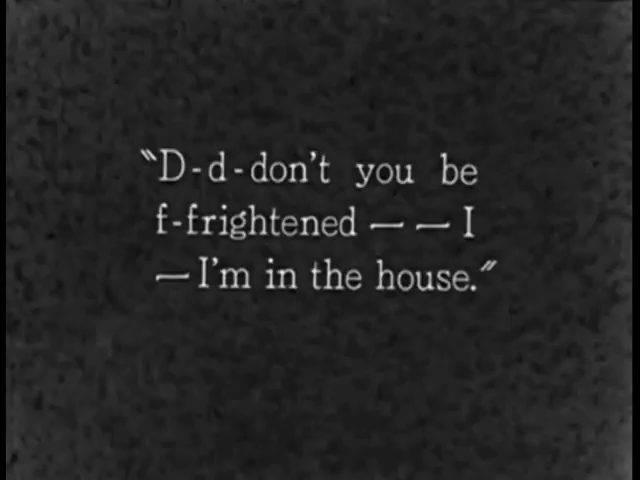 "D-d-don't you be
f-frightened — — I
— I'm in the house."